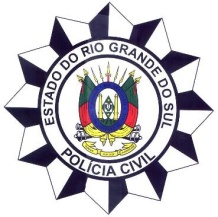 ESTADO DO RIO GRANDE DO SUL
POLÍCIA CIVIL